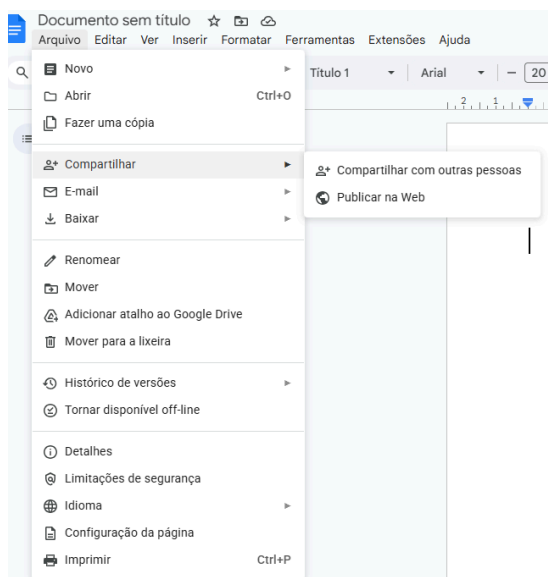 Documento sem título
Arquivo Editar Ver Inserir Formatar Ferramentas Extensões Ajuda
Novo
Título 1 Arial 20
Abrir Ctrl+O
2 1
Fazer uma cópia
Compartilhar
Compartilhar com outras pessoas
E-mail
Publicar na Web
Baixar
Renomear
Mover
Adicionar atalho ao Google Drive
Mover para a lixeira
Histórico de versões
Tornar disponível off-line
Detalhes
Limitações de segurança
Idioma
Configuração da página
Imprimir Ctrl+P